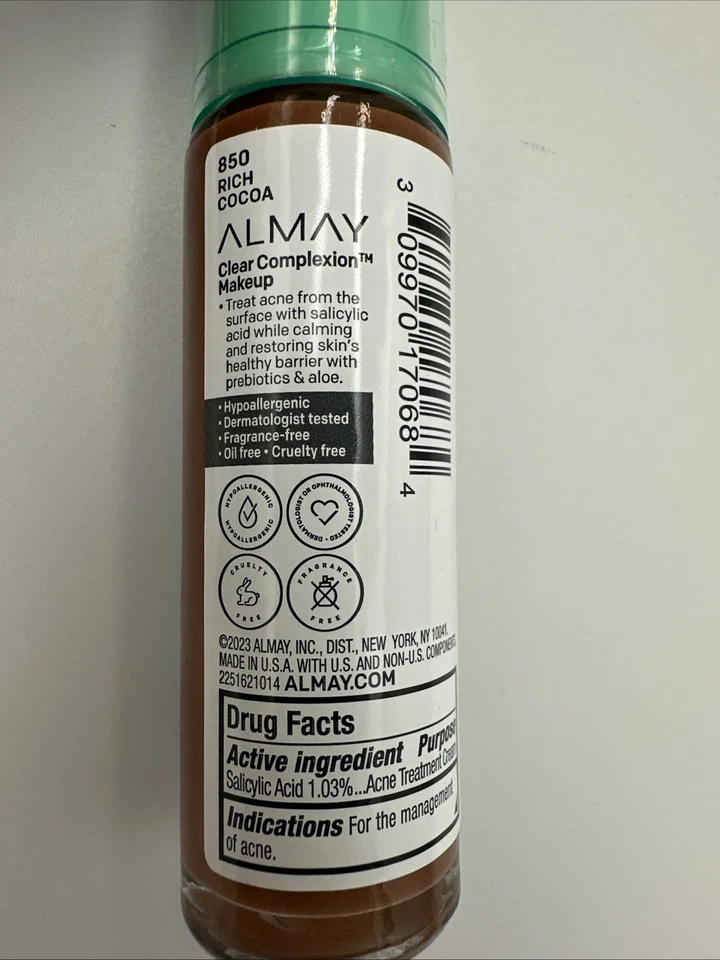 850
RICH
COCOA
ALMAY
Clear Complexion™
Makeup
• Treat acne from the
surface with salicylic
acid while calming
and restoring skin's
healthy barrier with
prebiotics & aloe.
• Hypoallergenic
• Dermatologist tested
• Fragrance-free
• Oil free • Cruelty free
HYPOALLERGENIC
HYPOALLERGENIC
DERMATOLOGIST OR OPHTHALMOLOGIST TESTED •
CRUELTY
FREE
FRAGRANCE
FREE
©2023 ALMAY, INC., DIST., NEW YORK, NY 10041.
MADE IN U.S.A. WITH U.S. AND NON-U.S. COMPONENTS.
2251621014 ALMAY.COM
Drug Facts
Active ingredient Purpose
Salicylic Acid 1.03%...Acne Treatment Cream
Indications For the management
of acne.
3 09970 17068 4